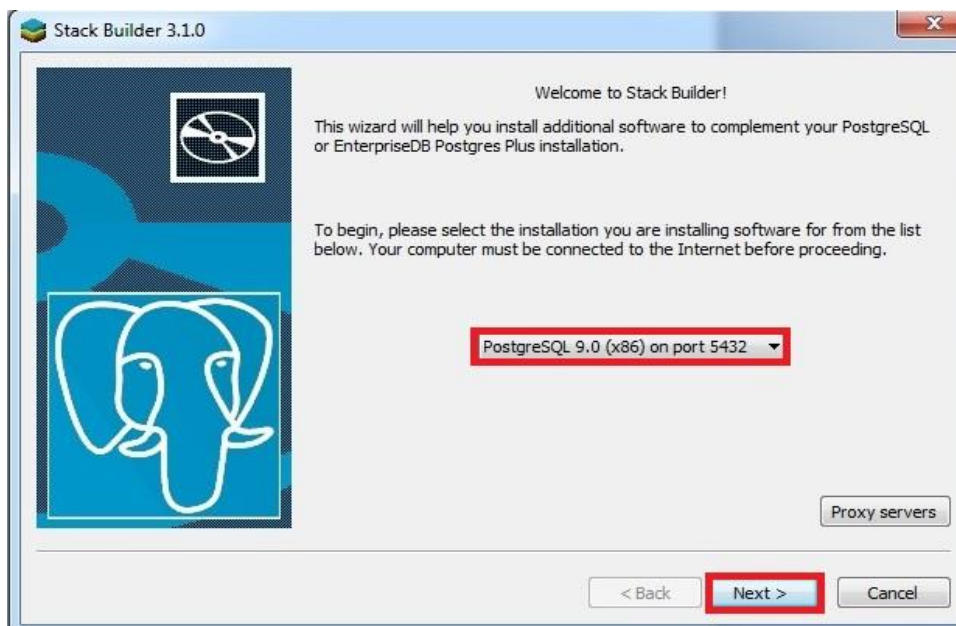 Stack Builder 3.1.0
Welcome to Stack Builder!
This wizard will help you install additional software to complement your PostgreSQL
or EnterpriseDB Postgres Plus installation.
To begin, please select the installation you are installing software for from the list
below. Your computer must be connected to the Internet before proceeding.
PostgreSQL 9.0 (x86) on port 5432
Proxy servers
< Back
Next >
Cancel